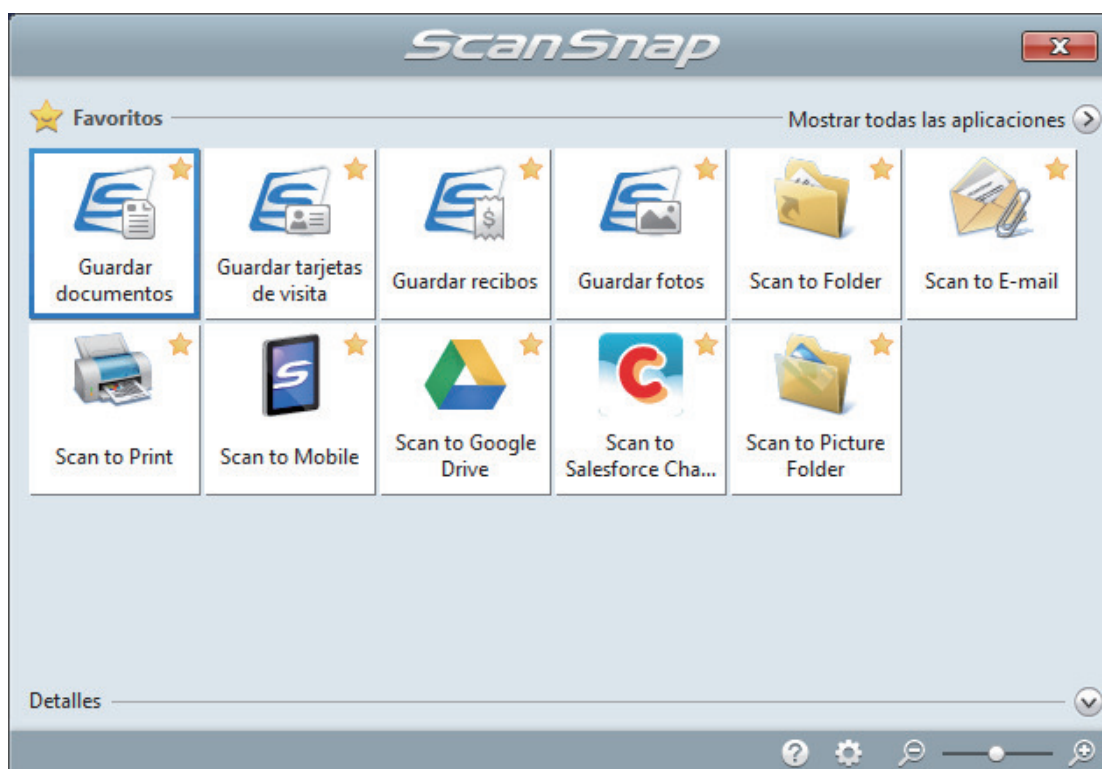 ScanSnap
Favoritos
Mostrar todas las aplicaciones
Guardar
documentos
Guardar tarjetas
de visita
Guardar recibos
Guardar fotos
Scan to Folder
Scan to E-mail
Scan to Print
Scan to Mobile
Scan to Google
Drive
Scan to
Salesforce Cha...
Scan to Picture
Folder
Detalles